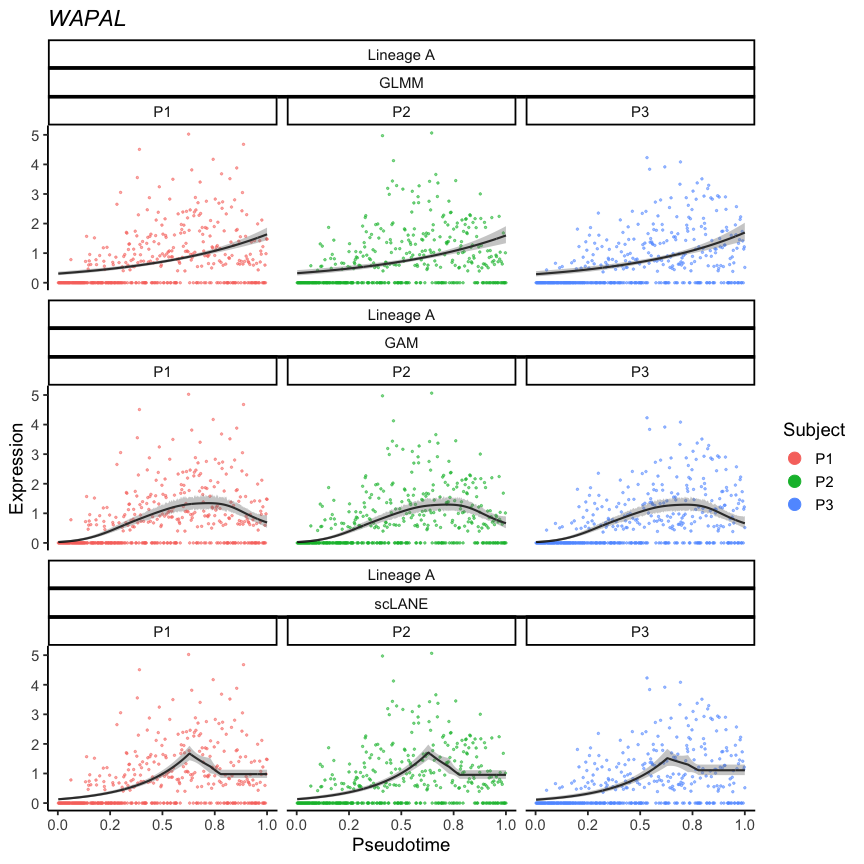 WAPAL
Lineage A
GLMM
P1 P2 P3
5
4
3
2
1
0
Lineage A
GAM
P1 P2 P3
5
4
3
2
1
0
Expression
Subject
P1
P2
P3
Lineage A
scLANE
P1 P2 P3
5
4
3
2
1
0
0.0 0.2 0.5 0.8 1.0 0.0 0.2 0.5 0.8 1.0 0.0 0.2 0.5 0.8 1.0
Pseudotime